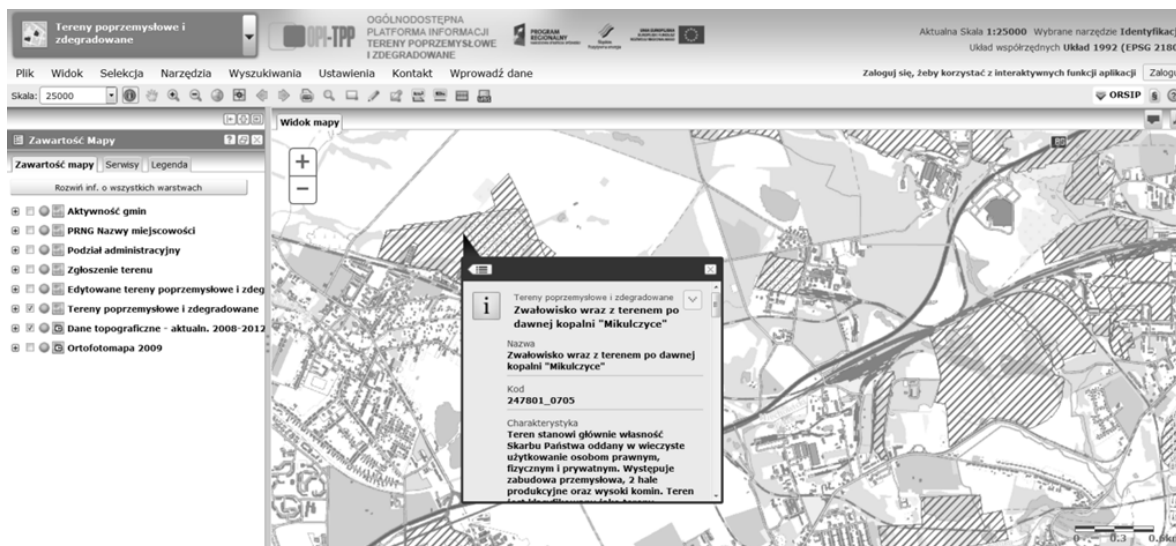 Tereny poprzemysłowe i
zdegradowane
OPI-TPP
OGÓLNODOSTĘPNA
PLATFORMA INFORMACJI
TERENY POPRZEMYSŁOWE
I ZDEGRADOWANE
PROGRAM
REGIONALNY
Aktualna Skala 1:25000 Wybrane narzędzie Identyfikacj
Układ współrzędnych Układ 1992 (EPSG 2180
Plik Widok Selekcja Narzędzia Wyszukiwania Ustawienia Kontakt Wprowadź dane
Zaloguj się, żeby korzystać z interaktywnych funkcji aplikacji Zalogu
Skala: 25000
ORSIP
Zawartość Mapy
Widok mapy
Zawartość mapy Serwisy Legenda
Rozwiń inf. o wszystkich warstwach
Aktywność gmin
PRNG Nazwy miejscowości
Podział administracyjny
Zgłoszenie terenu
Edytowane tereny poprzemysłowe i zdeg
Tereny poprzemysłowe i zdegradowane
Dane topograficzne - aktualn. 2008-2012
Ortofotomapa 2009
Tereny poprzemysłowe i zdegradowane
Zwałowisko wraz z terenem po
dawnej kopalni "Mikulczyce"
Nazwa
Zwałowisko wraz z terenem po dawnej
kopalni "Mikulczyce"
Kod
247801_0705
Charakterystyka
Teren stanowi głównie własność
Skarbu Państwa oddany w wieczyste
użytkowanie osobom prawnym,
fizycznym i prywatnym. Występuje
zabudowa przemysłowa, 2 hale
produkcyjne oraz wysoki komin. Teren
0 0.3 0.6k